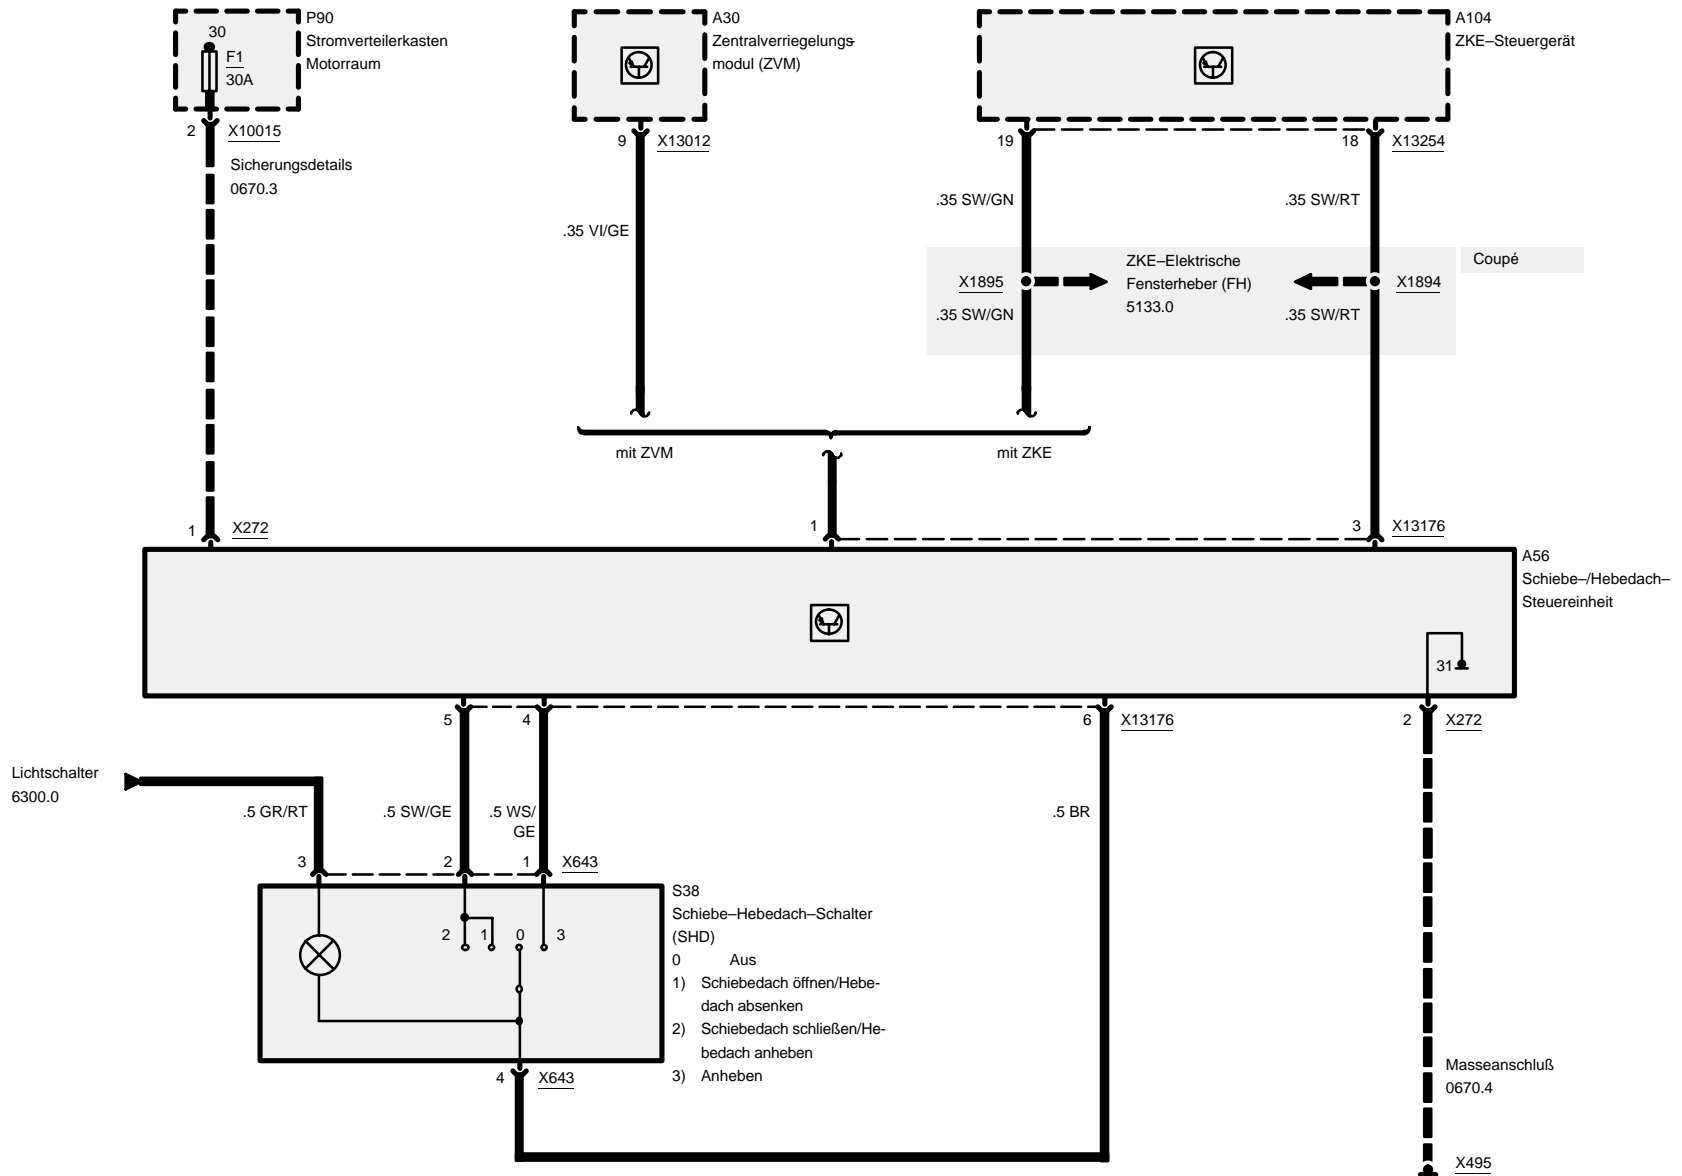 P90
Stromverteilerkasten
Motorraum
30
F1
30A
2
X10015
Sicherungsdetails
0670.3
A30
Zentralverriegelungs-
modul (ZVM)
9
X13012
.35 VI/GE
A104
ZKE–Steuergerät
19
18
X13254
.35 SW/GN
.35 SW/RT
Coupé
X1895
ZKE–Elektrische
Fensterheber (FH)
5133.0
X1894
.35 SW/GN
.35 SW/RT
mit ZVM
mit ZKE
1
X272
1
3
X13176
A56
Schiebe–/Hebedach–
Steuereinheit
31
5
4
6
X13176
2
X272
Lichtschalter
6300.0
.5 GR/RT
.5 SW/GE
.5 WS/
GE
.5 BR
3
2
1
X643
2
1
0
3
S38
Schiebe–Hebedach–Schalter
(SHD)
0 Aus
1) Schiebedach öffnen/Hebe-
dach absenken
2) Schiebedach schließen/He-
bedach anheben
3) Anheben
4
X643
Masseanschluß
0670.4
X495